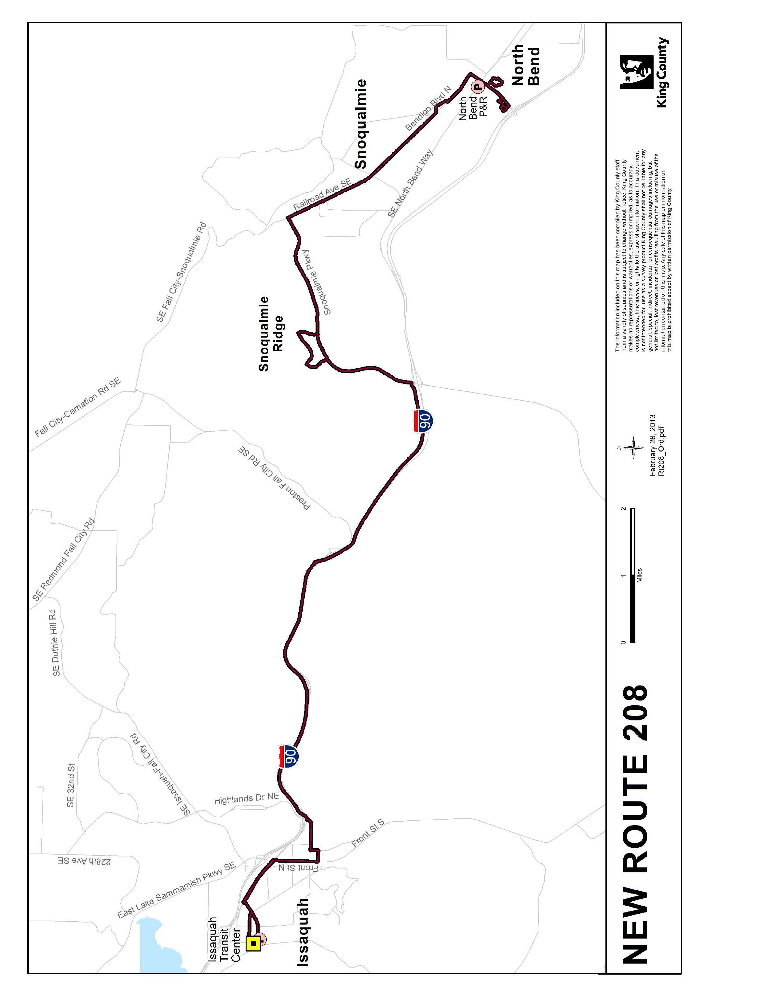 Fall City-Carnation Rd SE
SE Redmond Fall City Rd
SE Duthie Hill Rd
SE 32nd St
228th Ave SE
SE Fall City-Snoqualmie Rd
Preston Fall City Rd SE
SE Issaquah-Fall City Rd
Highlands Dr NE
East Lake Sammamish Pkwy SE
Issaquah
Transit
Center
Issaquah
Front St N
Front St S
90
90
Snoqualmie
Ridge
Snoqualmie Pkwy
Railroad Ave SE
Snoqualmie
SE North Bend Way
Bendigo Blvd N
North
Bend
P&R
P
North
Bend
NEW ROUTE 208
0 1 2
Miles
N
February 28, 2013
Rt208_Ord.pdf
The information included on this map has been compiled by King County staff
from a variety of sources and is subject to change without notice. King County
makes no representations or warranties, express or implied, as to accuracy,
completeness, timeliness, or rights to the use of such information. This document
is not intended for use as a survey product King County shall not be liable for any
general, special, indirect, incidental, or consequential damages including, but
not limited to, lost revenues or lost profits resulting from the use or misuse of the
information contained on this map. Any sale of this map or information on
this map is prohibited except by written permission of King County.
King County